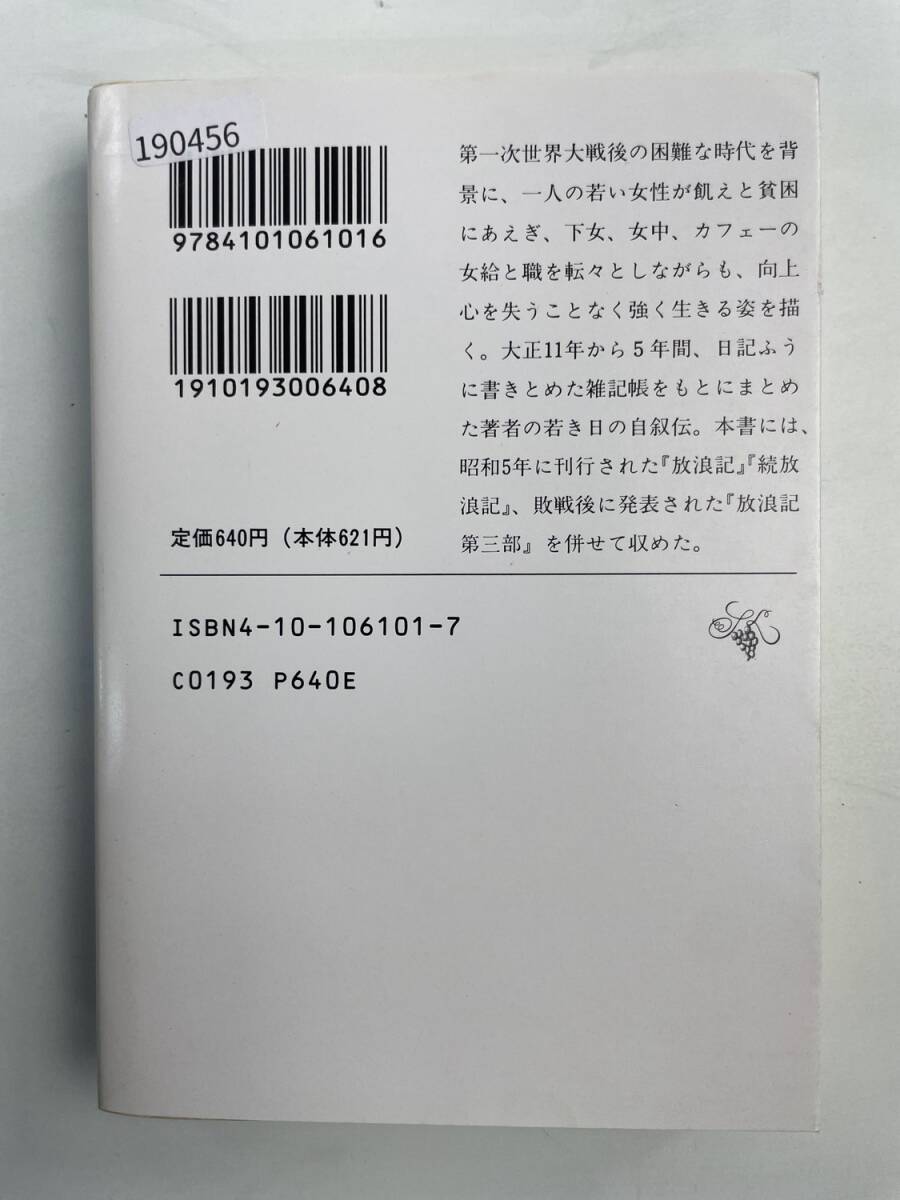 190456
9784101061016
1910193006408
定価640円（本体621円）
第一次世界大戦後の困難な時代を背
景に、一人の若い女性が飢えと貧困
にあえぎ、下女、女中、カフェーの
女給と職を転々としながらも、向上
心を失うことなく強く生きる姿を描
く。大正11年から５年間、日記ふう
に書きとめた雑記帳をもとにまとめ
た著者の若き日の自叙伝。本書には、
昭和5年に刊行された『放浪記』『続放
浪記』、敗戦後に発表された『放浪記
第三部』を併せて収めた。
ISBN4-10-106101-7
C0193 P640E
SK